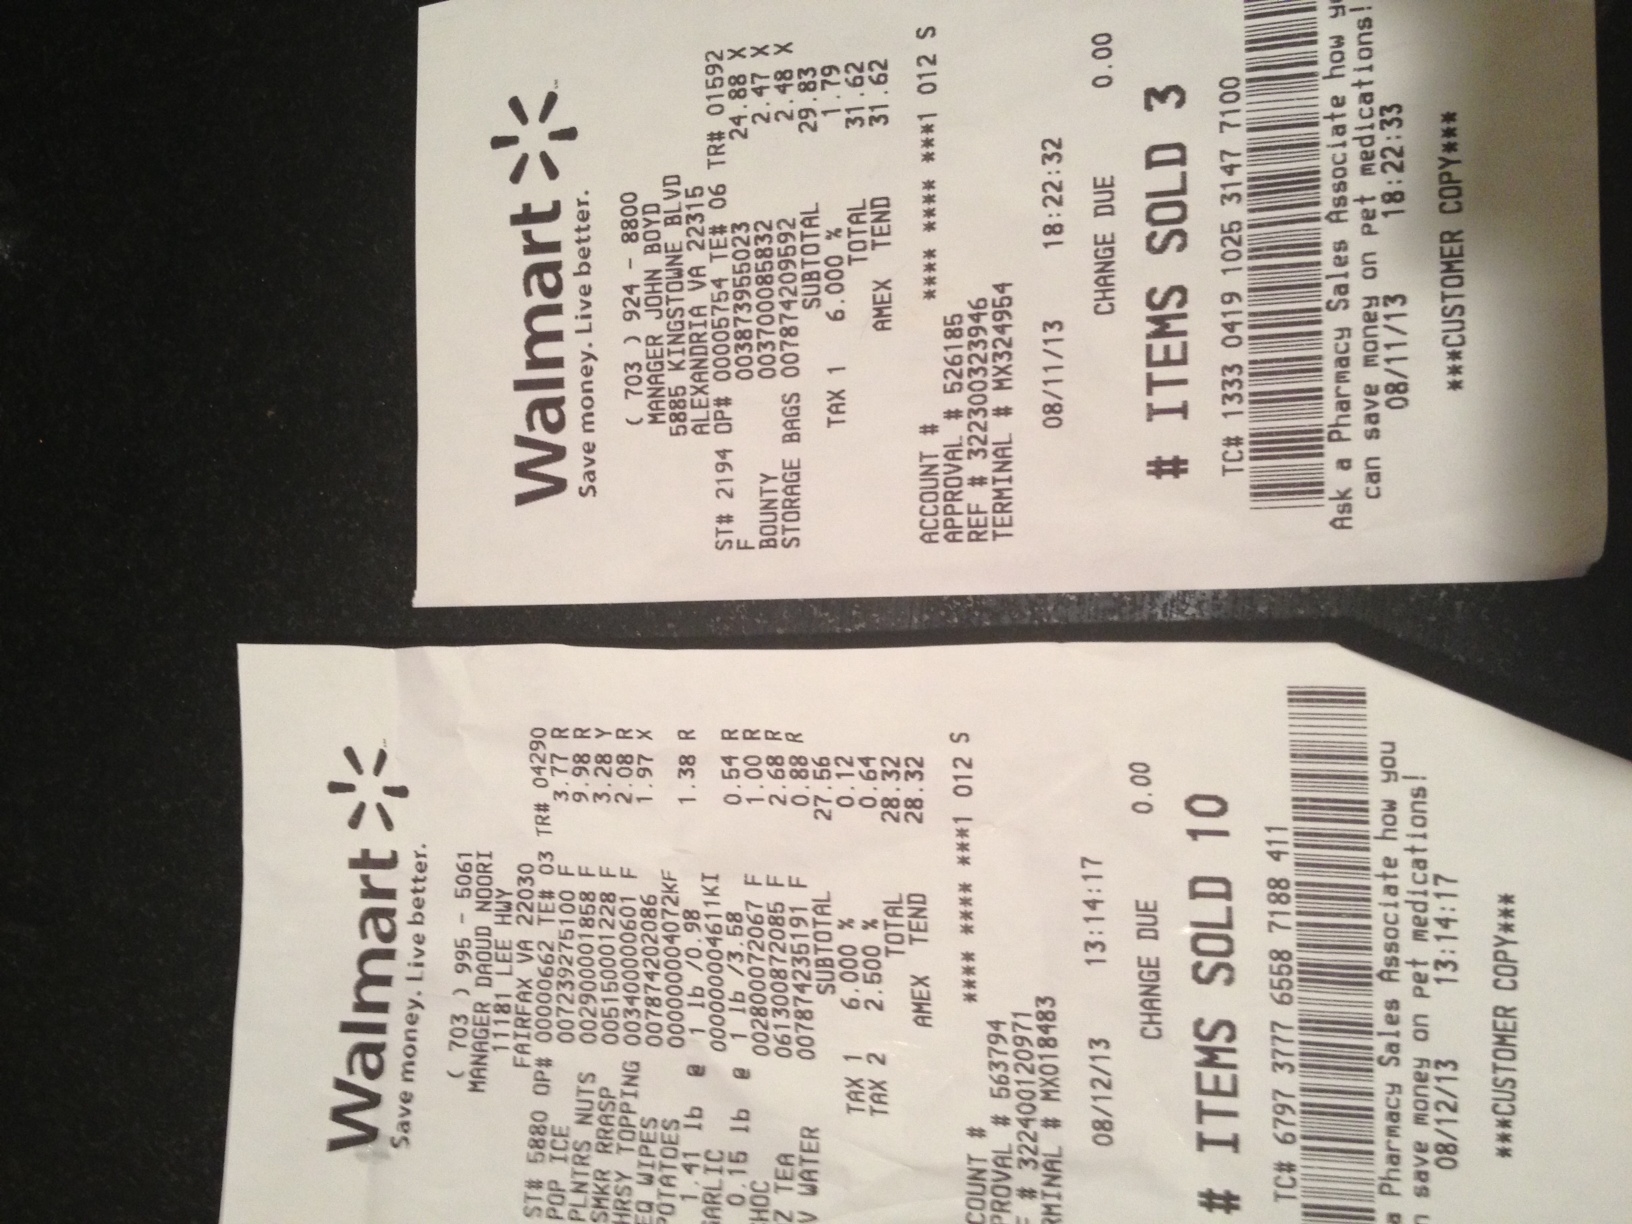 Walmart
Save money. Live better.
( 703 ) 924 - 8800
MANAGER JOHN BOYD
5885 KINGSTOWNE BLVD
ALEXANDRIA VA 22315
ST# 2194 OP# 00005754 TE# 06 TR# 01592
F 003873955023 24.88 X
BOUNTY 003700085832 2.47 X
STORAGE BAGS 007874209592 2.48 X
SUBTOTAL 29.83
TAX 1 6.000 % 1.79
TOTAL 31.62
AMEX TEND 31.62
ACCOUNT # **** **** ***1 012 S
APPROVAL # 526185
REF # 322300323946
TERMINAL # MX324954
08/11/13 18:22:32
CHANGE DUE 0.00
# ITEMS SOLD 3
TC# 1333 0419 1025 3147 7100
Ask a Pharmacy Sales Associate how y
can save money on pet medications!
08/11/13 18:22:33
***CUSTOMER COPY***
Walmart
Save money. Live better.
( 703 ) 995 - 5061
MANAGER DAOUD NOORI
11181 LEE HWY
FAIRFAX VA 22030
ST# 5880 OP# 00000662 TE# 03 TR# 04290
POP ICE 007239275100 F 3.77 R
PLNTRS NUTS 002900001858 F 9.98 R
SMKR RRASP 005150001228 F 3.28 Y
HRSY TOPPING 003400000601 F 2.08 R
EQ WIPES 007874202086 1.97 X
POTATOES 000000004072KF
1.41 lb @ 1 lb /0.98 1.38 R
GARLIC 000000004611KI
0.15 lb @ 1 lb /3.58 0.54 R
HOC 002800072067 F 1.00 R
Z TEA 061300872085 F 2.68 R
V WATER 007874235191 F 0.88 R
SUBTOTAL 27.56
TAX 1 6.000 % 0.12
TAX 2 2.500 % 0.64
TOTAL 28.32
AMEX TEND 28.32
COUNT # **** **** ***1 012 S
PROVAL # 563794
F # 322400120971
RMINAL # MX018483
08/12/13 13:14:17
CHANGE DUE 0.00
# ITEMS SOLD 10
TC# 6797 3777 6558 7188 411
a Pharmacy Sales Associate how you
n save money on pet medications!
08/12/13 13:14:17
***CUSTOMER COPY***